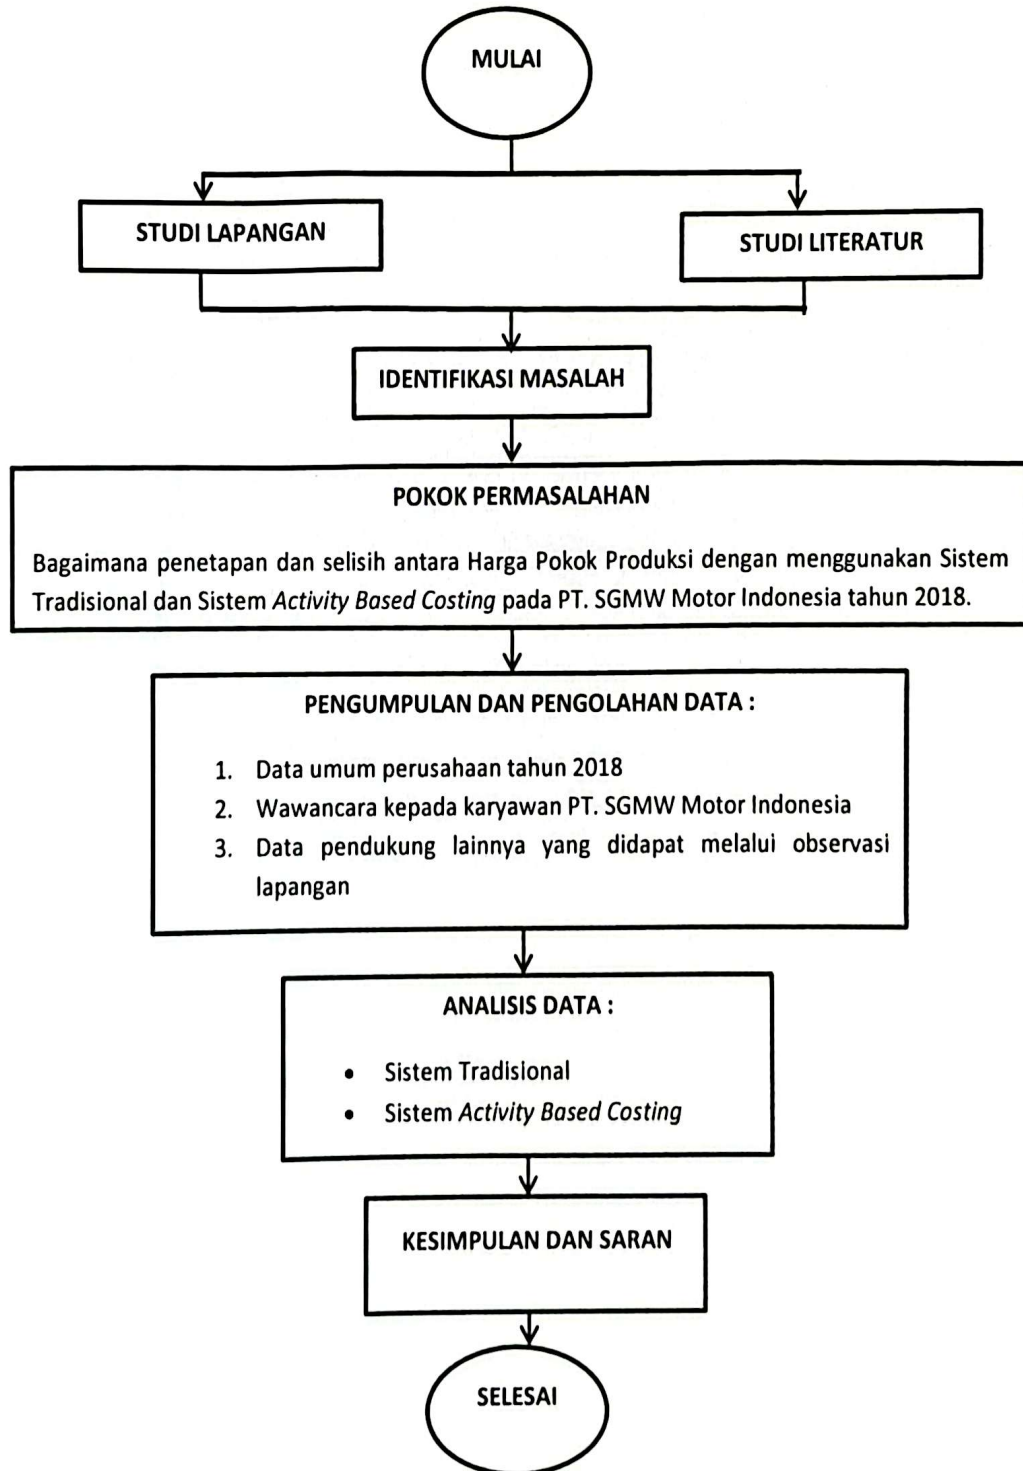 MULAI
STUDI LAPANGAN
STUDI LITERATUR
IDENTIFIKASI MASALAH
POKOK PERMASALAHAN
Bagaimana penetapan dan selisih antara Harga Pokok Produksi dengan menggunakan Sistem
Tradisional dan Sistem Activity Based Costing pada PT. SGMW Motor Indonesia tahun 2018.
PENGUMPULAN DAN PENGOLAHAN DATA :
1. Data umum perusahaan tahun 2018
2. Wawancara kepada karyawan PT. SGMW Motor Indonesia
3. Data pendukung lainnya yang didapat melalui observasi
lapangan
ANALISIS DATA :
• Sistem Tradisional
• Sistem Activity Based Costing
KESIMPULAN DAN SARAN
SELESAI